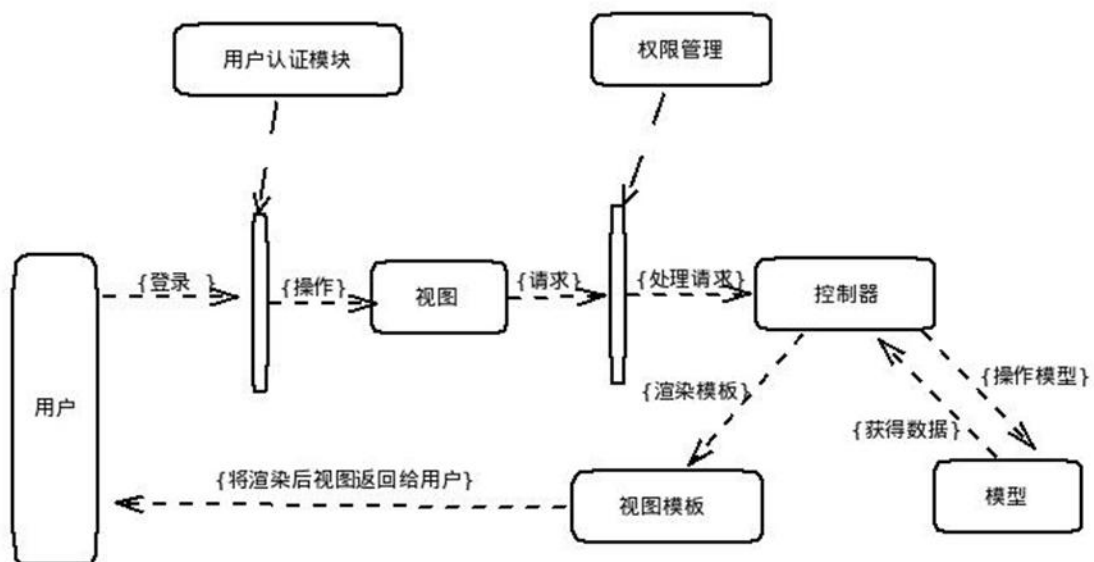 用户认证模块
权限管理
{登录 }
{操作}
视图
{请求}
{处理请求}
控制器
用户
{渲染模板}
{操作模型}
{获得数据}
{将渲染后视图返回给用户}
视图模板
模型